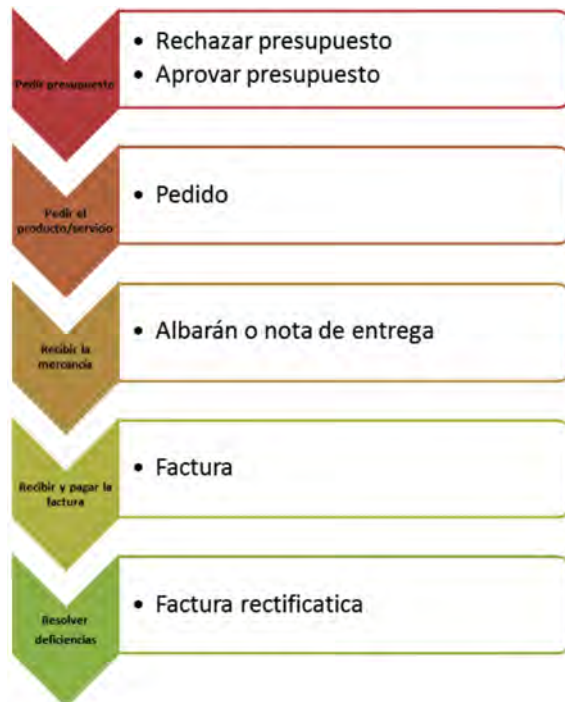 Pedir presupuesto
• Rechazar presupuesto
• Aprovar presupuesto
Pedir el
producto/servicio
• Pedido
Recibir la
mercancía
• Albarán o nota de entrega
Recibir y pagar la
factura
• Factura
Resolver
deficiencias
• Factura rectificatica